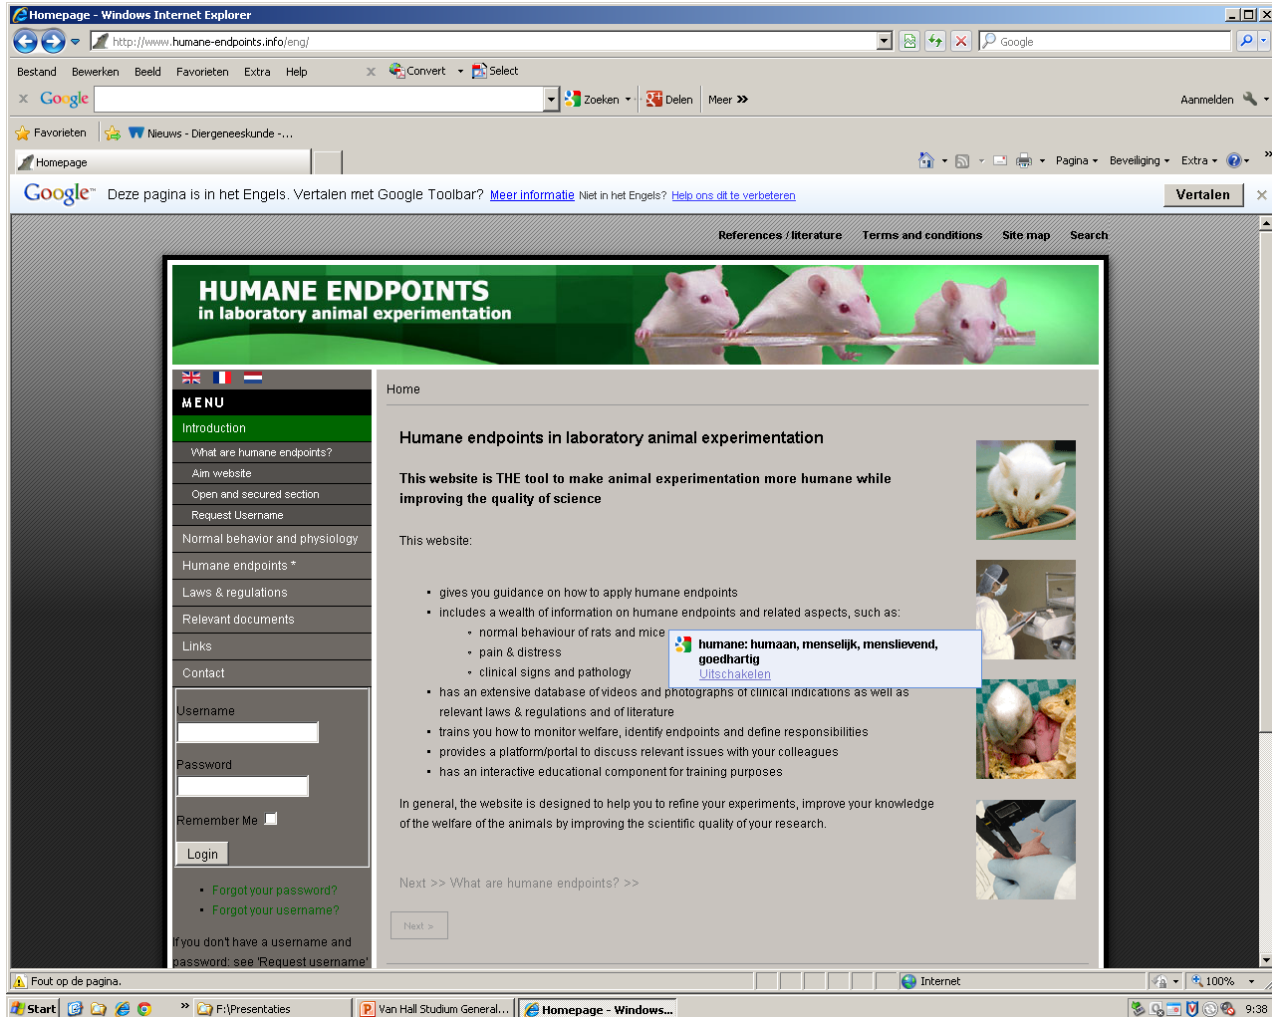 Homepage - Windows Internet Explorer
http://www.humane-endpoints.info/eng/
Google
Bestand Bewerken Beeld Favorieten Extra Help
Convert Select
Google
Zoeken Delen Meer
Aanmelden
Favorieten
Nieuws - Diergeneeskunde -...
Homepage
Pagina Beveiliging Extra
Google™ Deze pagina is in het Engels. Vertalen met Google Toolbar? Meer informatie Niet in het Engels? Help ons dit te verbeteren
Vertalen
References / literature Terms and conditions Site map Search
HUMANE ENDPOINTS
in laboratory animal experimentation
MENU
Introduction
What are humane endpoints?
Aim website
Open and secured section
Request Username
Normal behavior and physiology
Humane endpoints *
Laws & regulations
Relevant documents
Links
Contact
Username
Password
Remember Me
Login
Forgot your password?
Forgot your username?
If you don't have a username and
password: see 'Request username'
Home
Humane endpoints in laboratory animal experimentation
This website is THE tool to make animal experimentation more humane while
improving the quality of science
This website:
gives you guidance on how to apply humane endpoints
includes a wealth of information on humane endpoints and related aspects, such as:
normal behaviour of rats and mice
pain & distress
clinical signs and pathology
humane: humaan, menselijk, menslievend,
goedhartig
Uitschakelen
has an extensive database of videos and photographs of clinical indications as well as
relevant laws & regulations and of literature
trains you how to monitor welfare, identify endpoints and define responsibilities
provides a platform/portal to discuss relevant issues with your colleagues
has an interactive educational component for training purposes
In general, the website is designed to help you to refine your experiments, improve your knowledge
of the welfare of the animals by improving the scientific quality of your research.
Next >> What are humane endpoints? >>
Next >
Fout op de pagina.
Internet
100%
Start
F:\Presentaties
Van Hall Studium General...
Homepage - Windows...
9:38